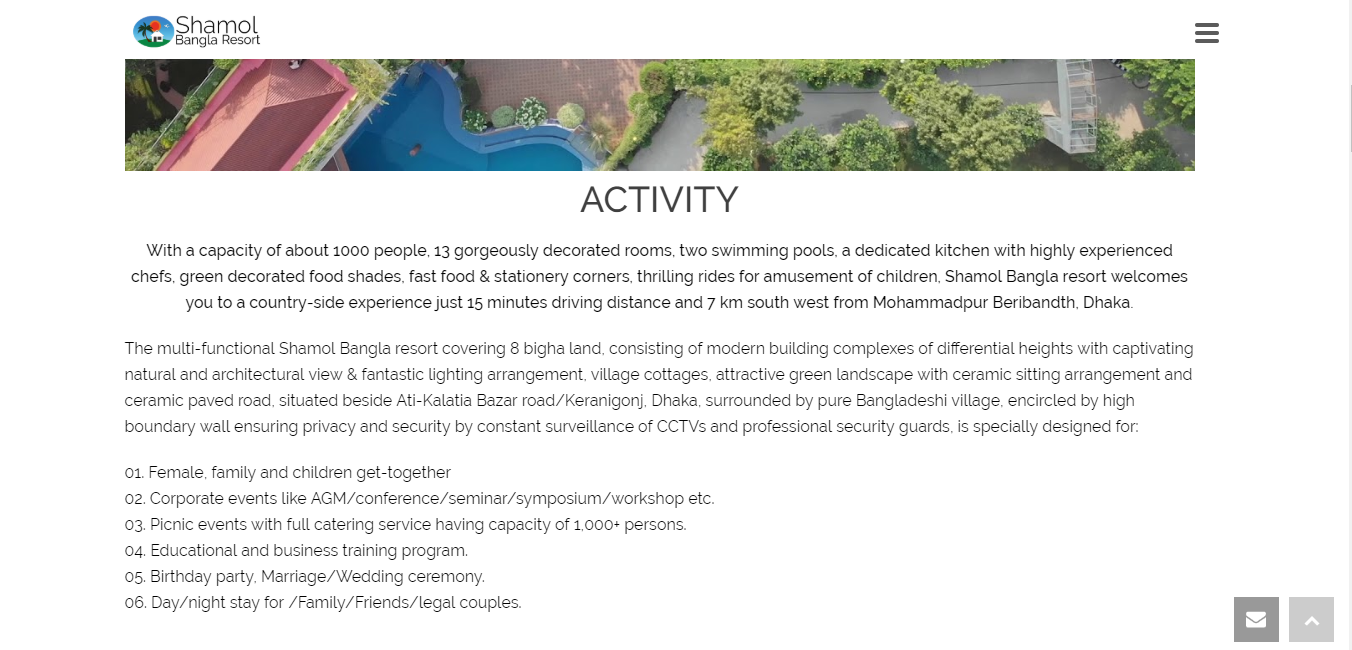 Shamol
Bangla Resort
ACTIVITY
With a capacity of about 1000 people, 13 gorgeously decorated rooms, two swimming pools, a dedicated kitchen with highly experienced
chefs, green decorated food shades, fast food & stationery corners, thrilling rides for amusement of children, Shamol Bangla resort welcomes
you to a country-side experience just 15 minutes driving distance and 7 km south west from Mohammadpur Beribandth, Dhaka.
The multi-functional Shamol Bangla resort covering 8 bigha land, consisting of modern building complexes of differential heights with captivating
natural and architectural view & fantastic lighting arrangement, village cottages, attractive green landscape with ceramic sitting arrangement and
ceramic paved road, situated beside Ati-Kalatia Bazar road/Keranigonj, Dhaka, surrounded by pure Bangladeshi village, encircled by high
boundary wall ensuring privacy and security by constant surveillance of CCTVs and professional security guards, is specially designed for:
01. Female, family and children get-together
02. Corporate events like AGM/conference/seminar/symposium/workshop etc.
03. Picnic events with full catering service having capacity of 1,000+ persons.
04. Educational and business training program.
05. Birthday party, Marriage/Wedding ceremony.
06. Day/night stay for /Family/Friends/legal couples.